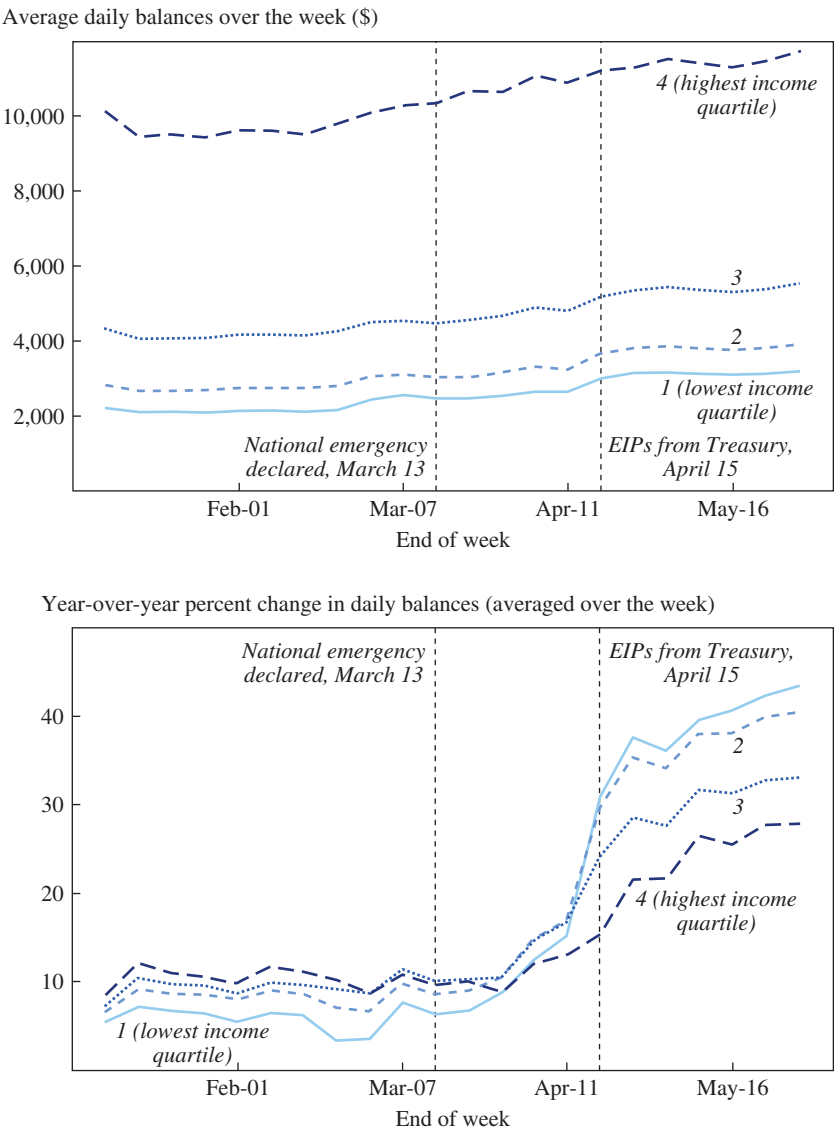 Average daily balances over the week ($)
10,000
8,000
6,000
4,000
2,000
4 (highest income
quartile)
3
2
1 (lowest income
quartile)
National emergency
declared, March 13
EIPs from Treasury,
April 15
Feb-01
Mar-07
Apr-11
May-16
End of week
Year-over-year percent change in daily balances (averaged over the week)
National emergency
declared, March 13
EIPs from Treasury,
April 15
40
30
20
10
2
3
4 (highest income
quartile)
1 (lowest income
quartile)
Feb-01
Mar-07
Apr-11
May-16
End of week